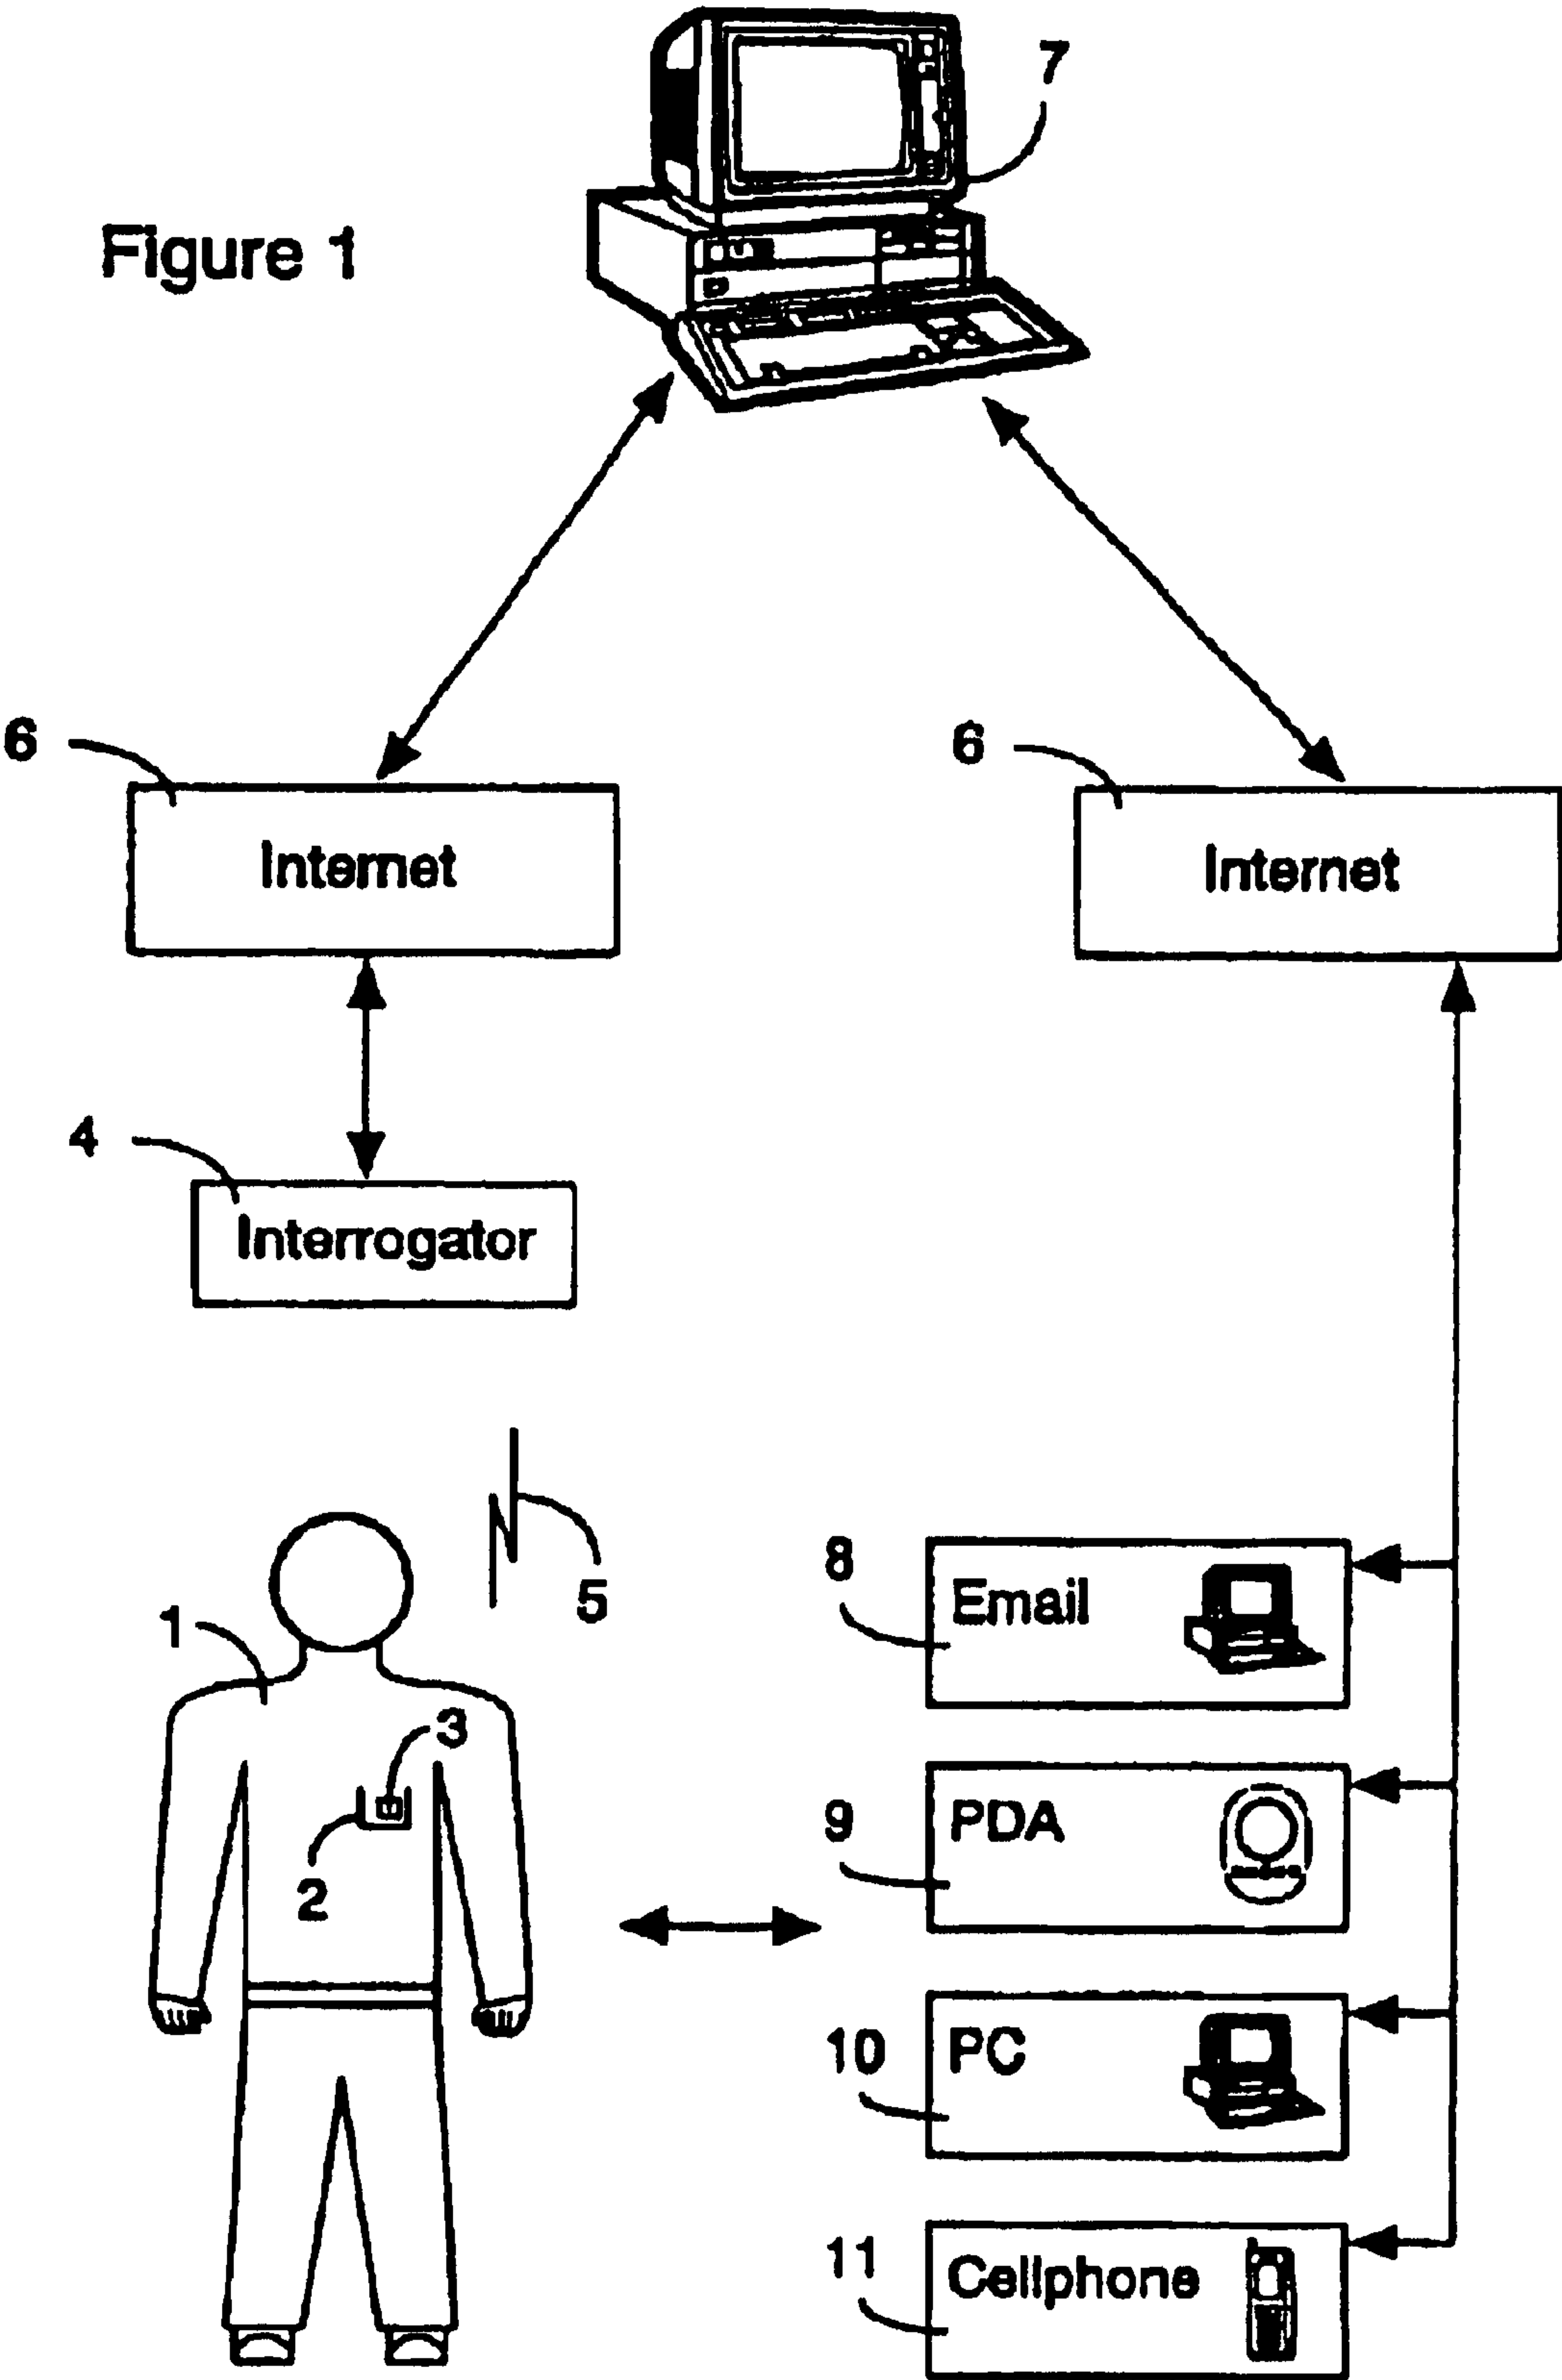 7
Figure 1
6
6
Internet
Internet
4
Interrogator
5
8
Email
1
3
9
PDA
2
10
PC
11
Cellphone